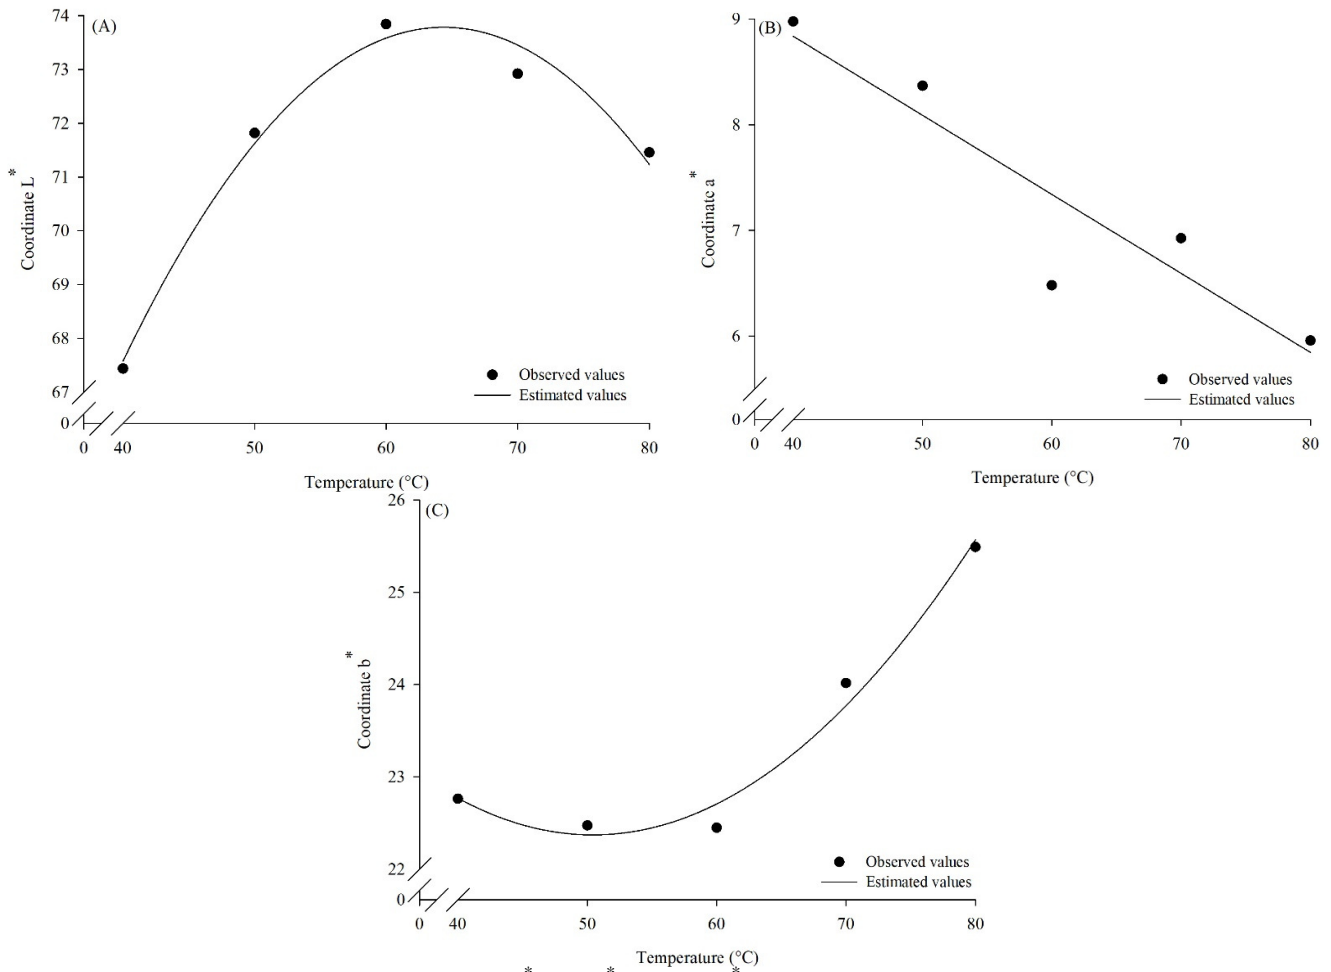 74
(A)
73
72
71
70
69
68
67
0
Coordinate L*
Observed values
Estimated values
0 40 50 60 70 80
Temperature (°C)
9
(B)
8
7
6
0
Coordinate a*
Observed values
Estimated values
0 40 50 60 70 80
Temperature (°C)
26
(C)
25
24
23
22
0
Coordinate b*
Observed values
Estimated values
0 40 50 60 70 80
Temperature (°C)
* * *